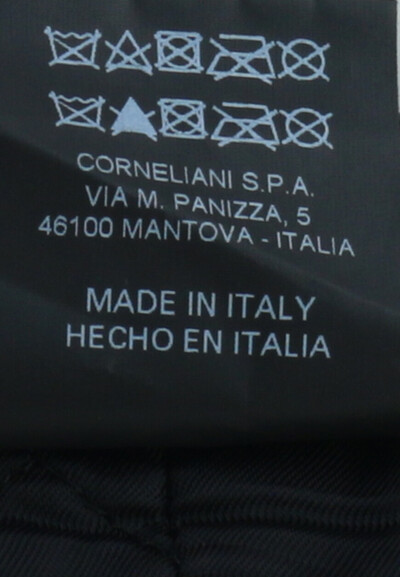 CORNELIANI S.P.A.
VIA M. PANIZZA, 5
46100 MANTOVA - ITALIA
MADE IN ITALY
HECHO EN ITALIA